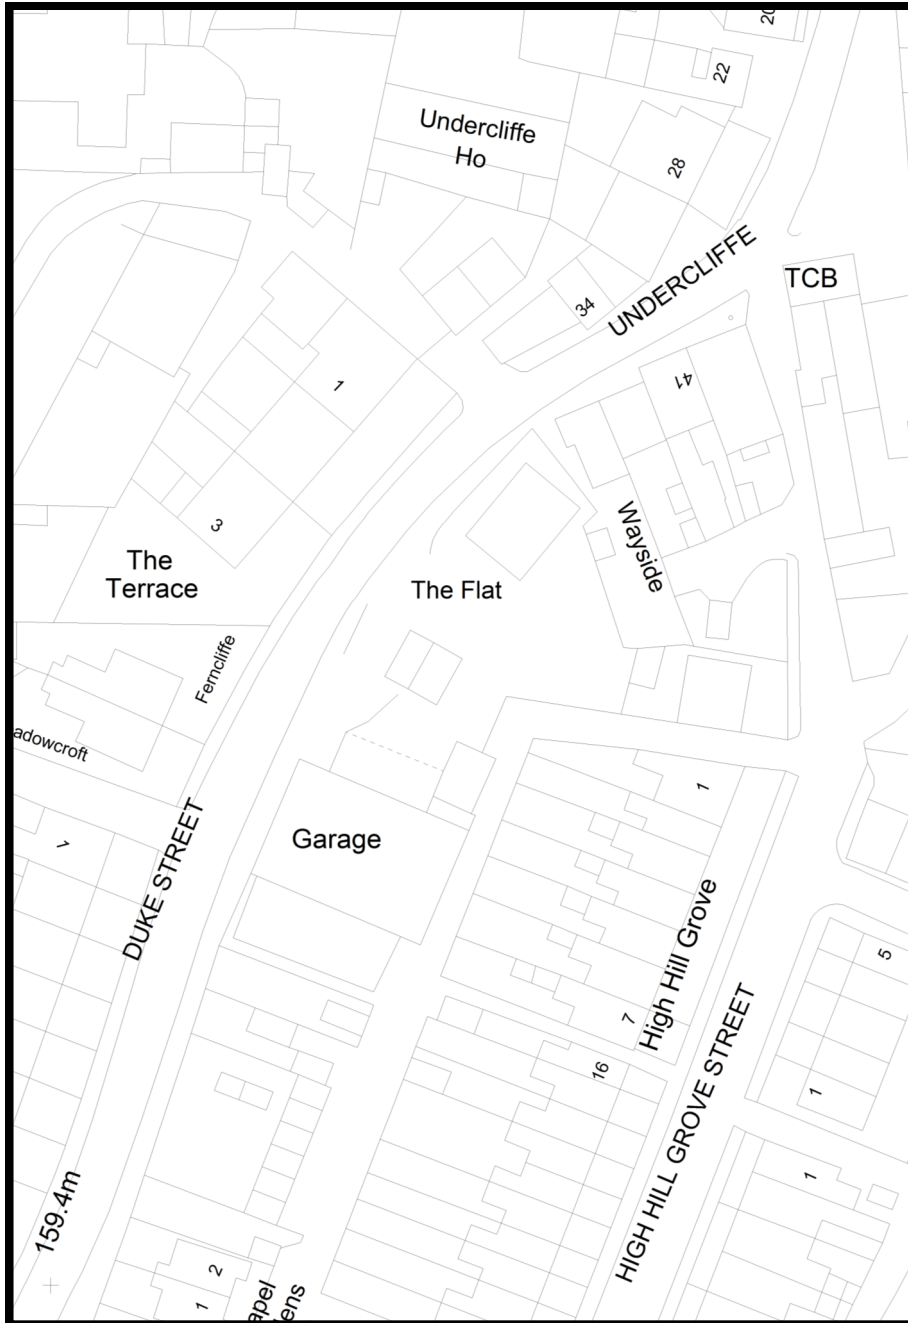 20
22
Undercliffe
Ho
28
UNDERCLIFFE
TCB
34
41
1
3
The
Terrace
Wayside
The Flat
Ferncliffe
adowcroft
1
1
Garage
DUKE STREET
High Hill Grove
7
5
16
HIGH HILL GROVE STREET
1
1
159.4m
2
1
apel
dens